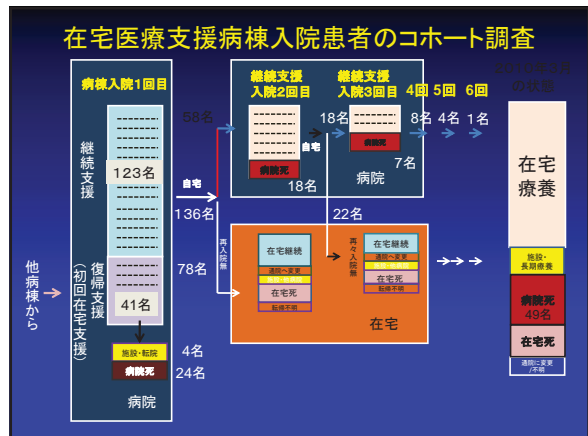 在宅医療支援病棟入院患者のコホート調査
病棟入院1回目
継続支援
123名
復帰支援
(初回在宅支援)
41名
他病棟から
施設・転院
病院死
病院
4名
24名
自宅
136名
58名
78名
継続支援
入院2回目
病院死
18名
自宅
18名
継続支援
入院3回目
病院死
7名
病院
4回 5回 6回
8名 4名 1名
22名
再入院無
在宅継続
通院へ変更
在宅死
転帰不明
再々入院無
在宅継続
通院へ変更
在宅死
転帰不明
在宅
の状態
在宅
療養
施設・
長期療養
病院死
49名
在宅死
通院に変更
/不明